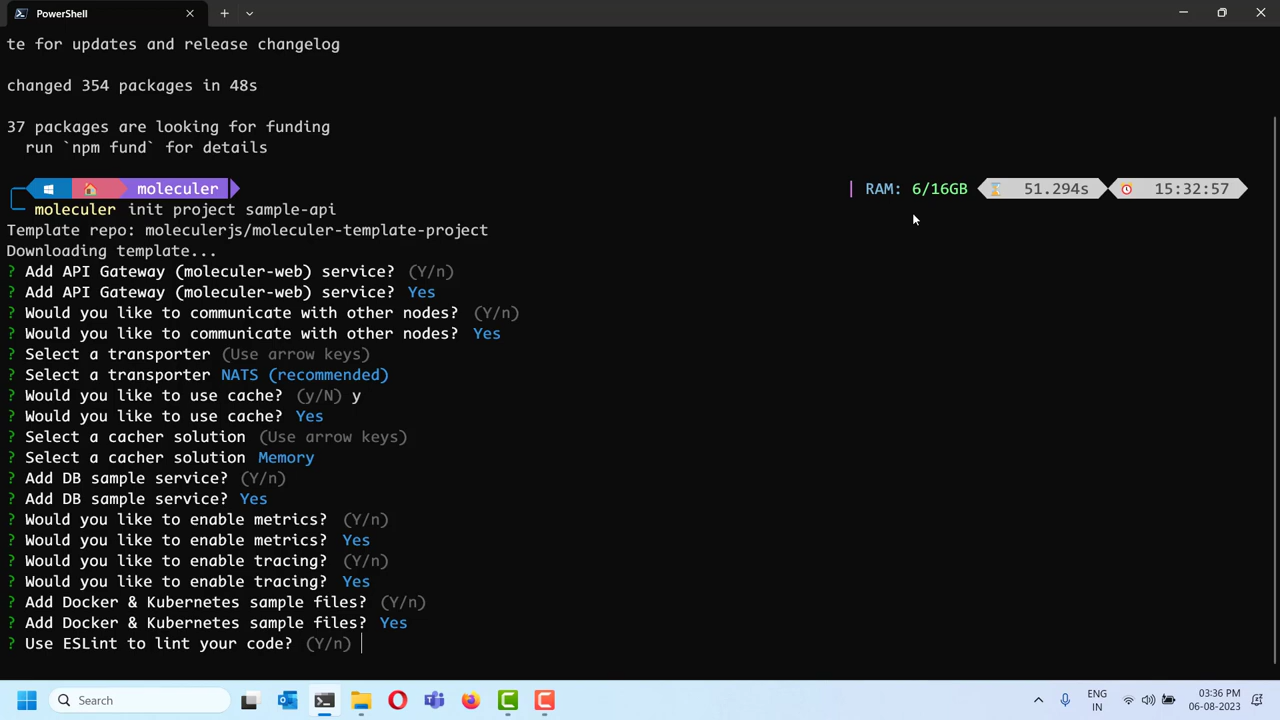 PowerShell
te for updates and release changelog
changed 354 packages in 48s
37 packages are looking for funding
run `npm fund` for details
moleculer RAM: 6/16GB 51.294s 15:32:57
moleculer init project sample-api
Template repo: moleculerjs/moleculer-template-project
Downloading template...
? Add API Gateway (moleculer-web) service? (Y/n)
? Add API Gateway (moleculer-web) service? Yes
? Would you like to communicate with other nodes? (Y/n)
? Would you like to communicate with other nodes? Yes
? Select a transporter (Use arrow keys)
? Select a transporter NATS (recommended)
? Would you like to use cache? (y/N) y
? Would you like to use cache? Yes
? Select a cacher solution (Use arrow keys)
? Select a cacher solution Memory
? Add DB sample service? (Y/n)
? Add DB sample service? Yes
? Would you like to enable metrics? (Y/n)
? Would you like to enable metrics? Yes
? Would you like to enable tracing? (Y/n)
? Would you like to enable tracing? Yes
? Add Docker & Kubernetes sample files? (Y/n)
? Add Docker & Kubernetes sample files? Yes
? Use ESLint to lint your code? (Y/n)
Search
ENG 03:36 PM
IN 06-08-2023